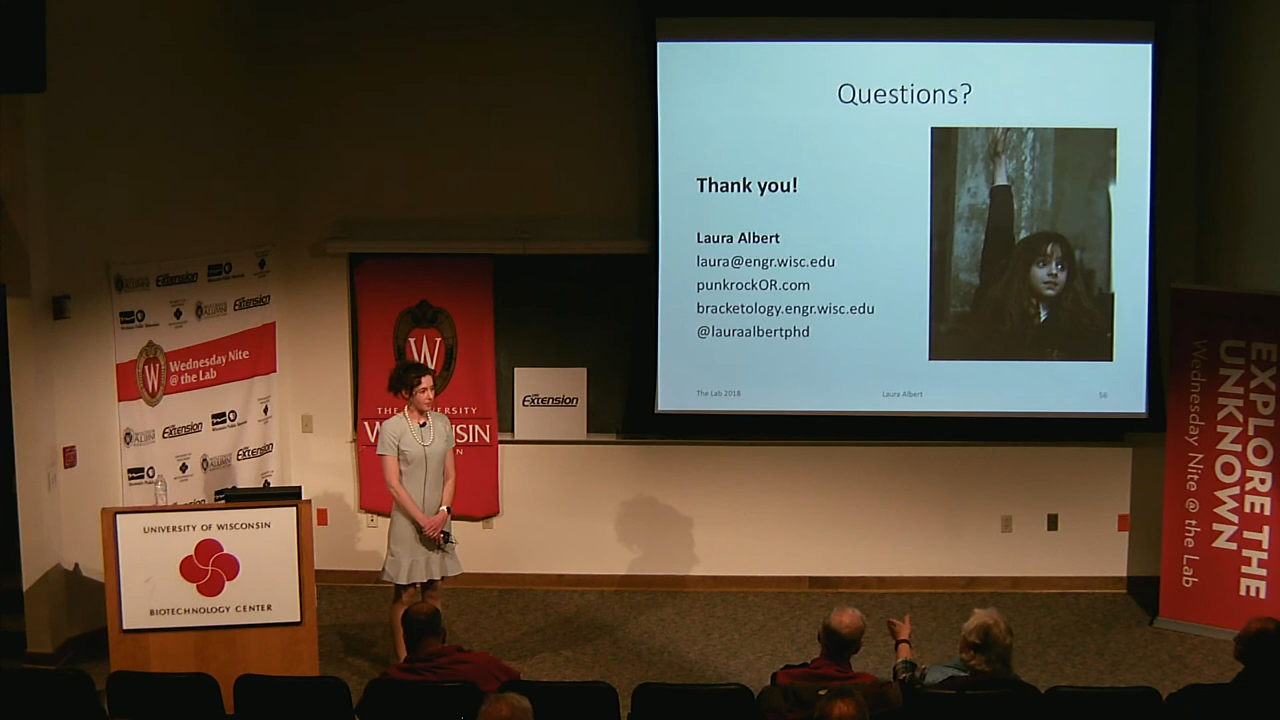 Questions?
Thank you!
Laura Albert
laura@engr.wisc.edu
punkrockOR.com
bracketology.engr.wisc.edu
@lauraalbertphd
The Lab 2018
Laura Albert
56
Extension
Extension
Wednesday Nite
@ the Lab
Extension
Extension
W
THE UNIVERSITY
WISCONSIN
Extension
UNIVERSITY OF WISCONSIN
BIOTECHNOLOGY CENTER
EXPLORE THE
UNKNOWN
Wednesday Nite @ the Lab